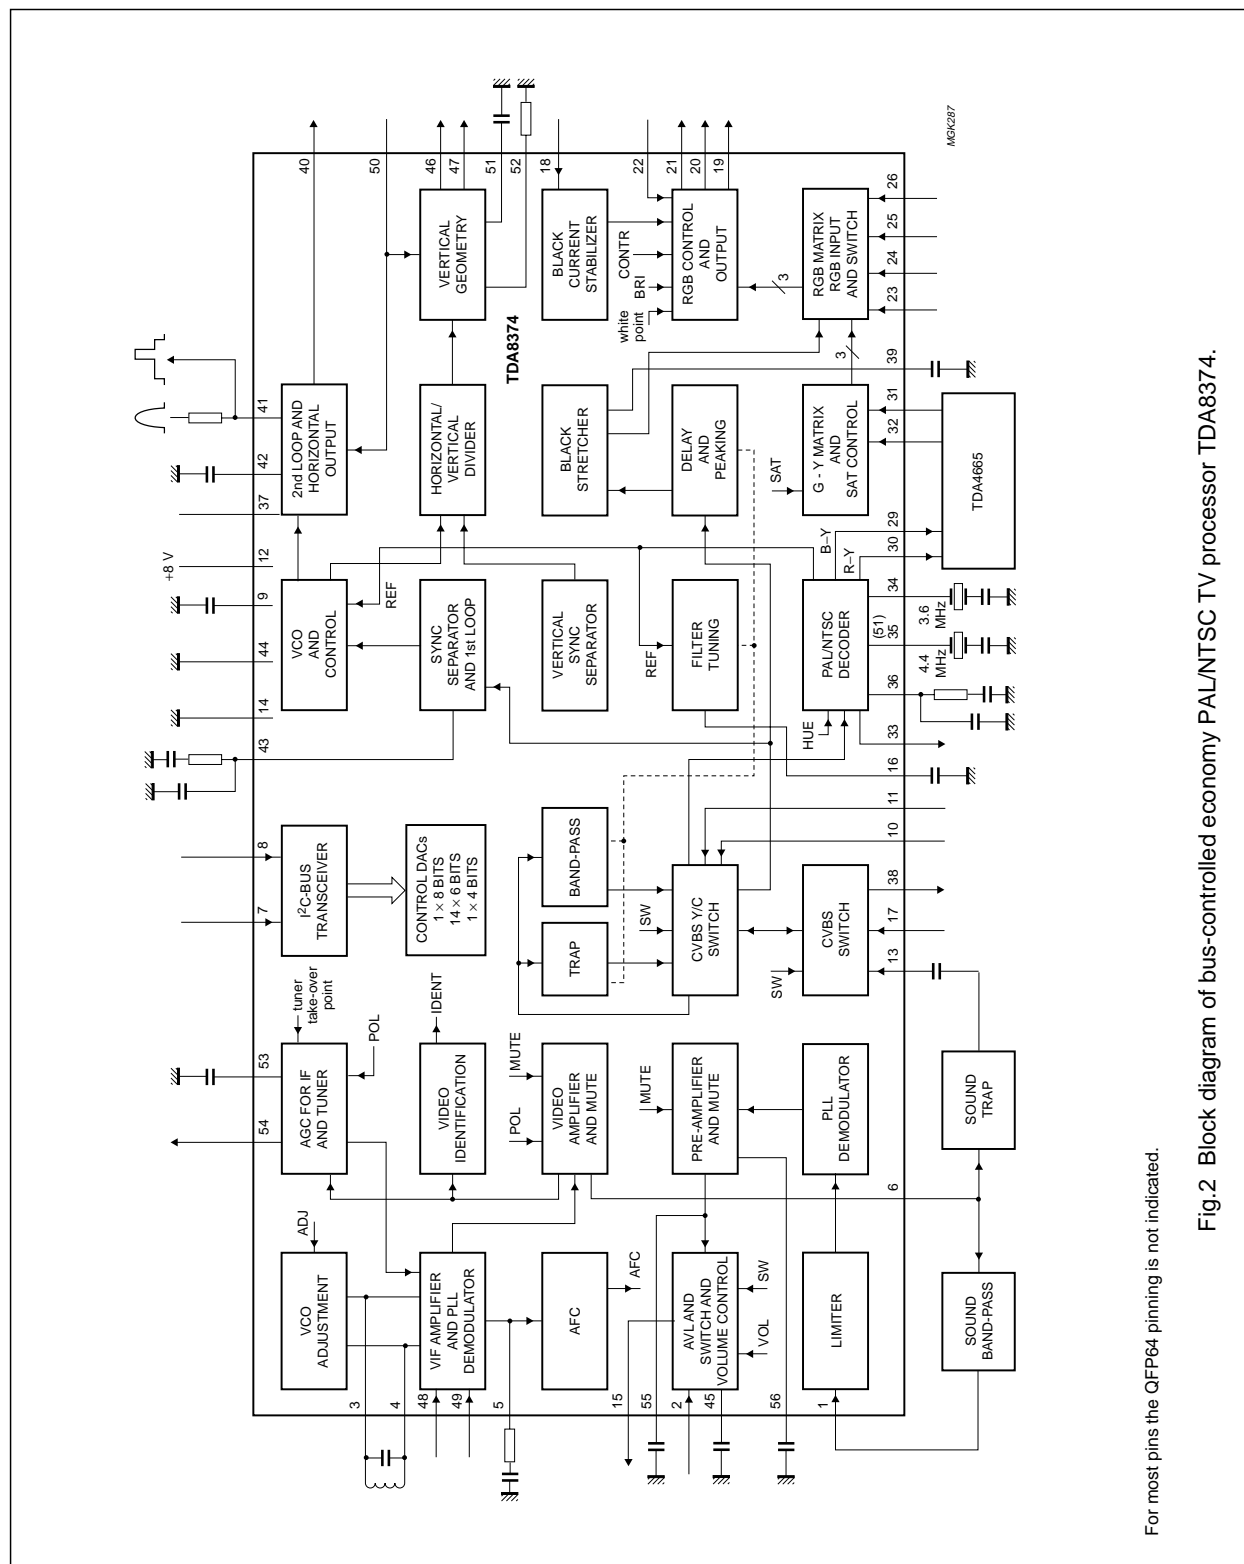 Fig.2 Block diagram of bus-controlled economy PAL/NTSC TV processor TDA8374.
For most pins the QFP64 pinning is not indicated.
MGK287
54
53
7
8
43
14
44
9
12
+8 V
37
42
41
40
50
46
47
51
52
18
22
21
20
19
26
25
24
23
39
31
32
29
30
34
(51)
35
36
33
16
11
10
38
17
13
6
1
56
45
2
55
15
5
49
48
4
3
VCO
ADJUSTMENT
ADJ
AGC FOR IF
AND TUNER
tuner
take-over
point
POL
I²C-BUS
TRANSCEIVER
VCO
AND
CONTROL
REF
2nd LOOP AND
HORIZONTAL
OUTPUT
VIF AMPLIFIER
AND PLL
DEMODULATOR
VIDEO
IDENTIFICATION
IDENT
CONTROL DACs
1 × 8 BITS
14 × 6 BITS
1 × 4 BITS
SYNC
SEPARATOR
AND 1st LOOP
HORIZONTAL/
VERTICAL
DIVIDER
VERTICAL
GEOMETRY
TDA8374
AFC
AFC
POL
MUTE
VIDEO
AMPLIFIER
AND MUTE
TRAP
BAND-PASS
VERTICAL
SYNC
SEPARATOR
BLACK
STRETCHER
BLACK
CURRENT
STABILIZER
AVL AND
SWITCH AND
VOLUME CONTROL
VOL
SW
MUTE
PRE-AMPLIFIER
AND MUTE
SW
CVBS Y/C
SWITCH
REF
FILTER
TUNING
DELAY
AND
PEAKING
white
point
BRI
CONTR
RGB CONTROL
AND
OUTPUT
3
LIMITER
PLL
DEMODULATOR
SW
CVBS
SWITCH
HUE
PAL/NTSC
DECODER
B–Y
R–Y
SAT
G - Y MATRIX
AND
SAT CONTROL
3
RGB MATRIX
RGB INPUT
AND SWITCH
SOUND
BAND-PASS
SOUND
TRAP
4.4
MHz
3.6
MHz
TDA4665